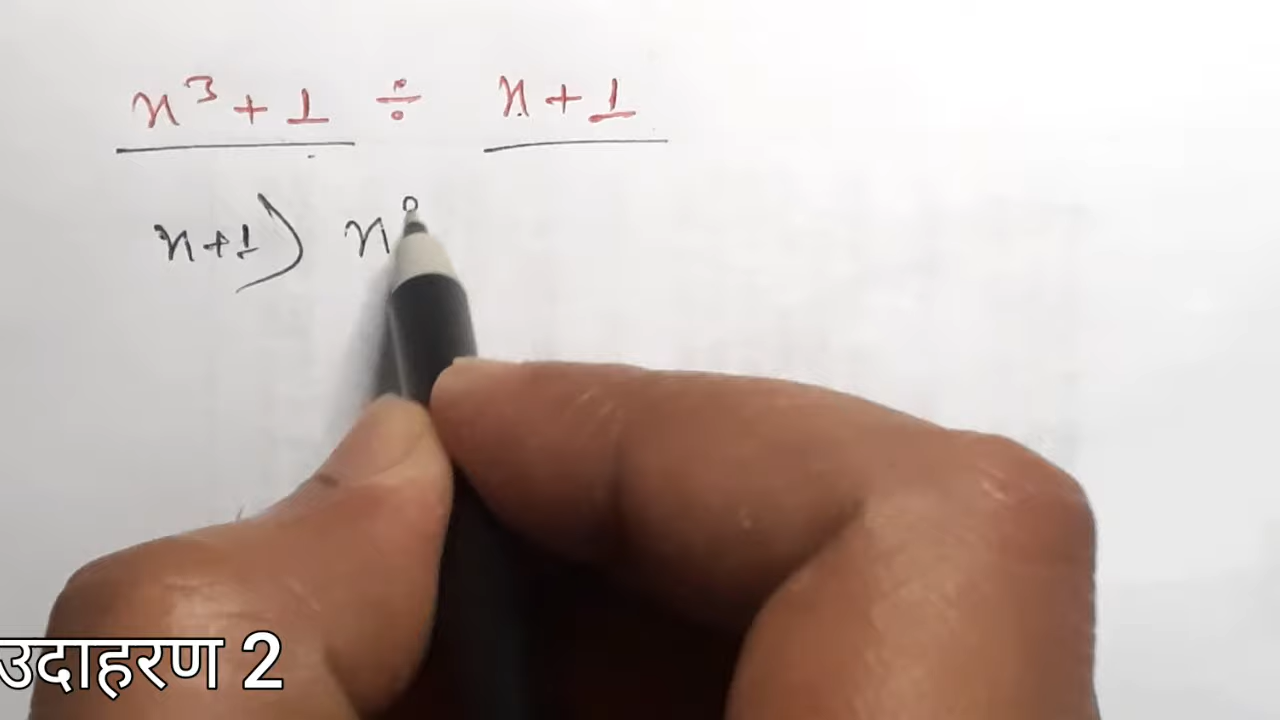 x³ + 1 ÷ x + 1
x+1) x
उदाहरण 2